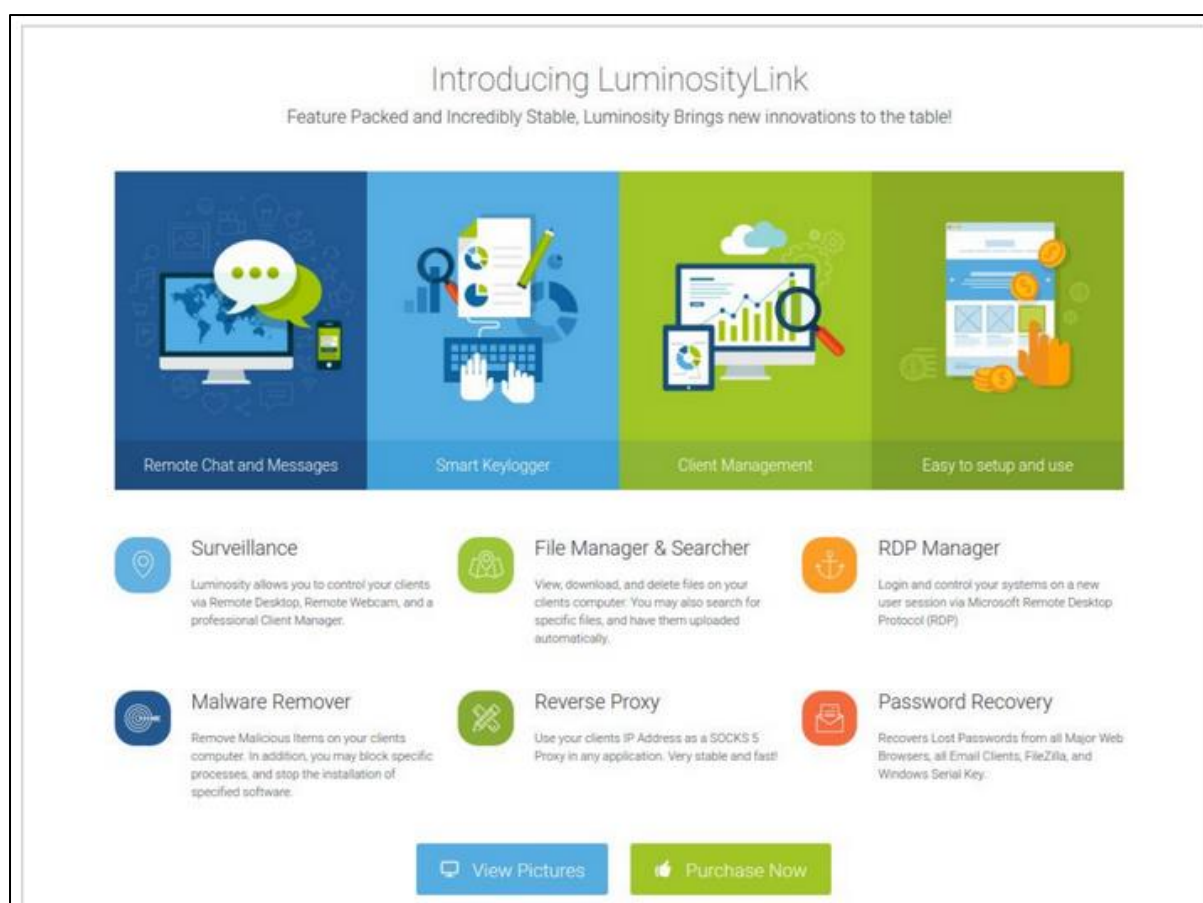 Introducing LuminosityLink
Feature Packed and Incredibly Stable, Luminosity Brings new innovations to the table!
Remote Chat and Messages
Smart Keylogger
Client Management
Easy to setup and use
Surveillance
Luminosity allows you to control your clients
via Remote Desktop, Remote Webcam, and a
professional Client Manager.
File Manager & Searcher
View, download, and delete files on your
clients computer. You may also search for
specific files, and have them uploaded
automatically.
RDP Manager
Login and control your systems on a new
user session via Microsoft Remote Desktop
Protocol (RDP)
Malware Remover
Remove Malicious Items on your clients
computer. In addition, you may block specific
processes, and stop the installation of
specified software.
Reverse Proxy
Use your clients IP Address as a SOCKS 5
Proxy in any application. Very stable and fast!
Password Recovery
Recovers Lost Passwords from all Major Web
Browsers, all Email Clients, FileZilla, and
Windows Serial Key.
View Pictures
Purchase Now